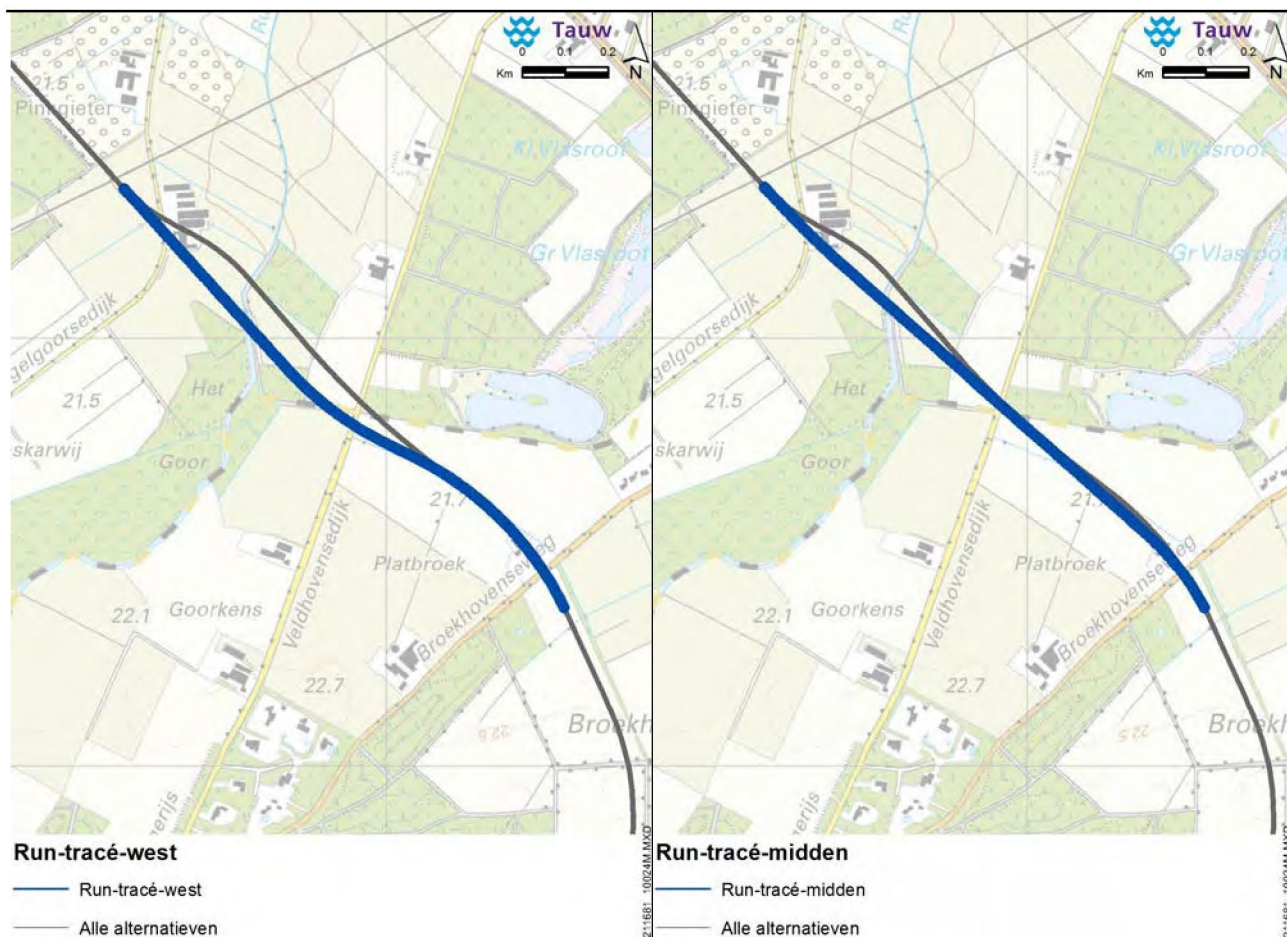 Tauw
0 0.1 0.2
Km
N
21.5
Kl,Vlasroot
Gr Vlasroot
gelgoorsedijk
Het
21.5
skarwij
Goor
21.7
Veldhovensedijk
Platbroek
Broekhovenseweg
22.1 Goorkens
22.7
Broekh
22.5
nerijs
Run-tracé-west
Run-tracé-west
Alle alternatieven
211681_10024M.MXD
Tauw
0 0.1 0.2
Km
N
21.5
Kl,Vlasroot
Gr Vlasroot
gelgoorsedijk
Het
21.5
skarwij
Goor
Veldhovensedijk
Platbroek
Broekhovenseweg
22.1 Goorkens
22.7
Broekh
22.5
nerijs
Run-tracé-midden
Run-tracé-midden
Alle alternatieven